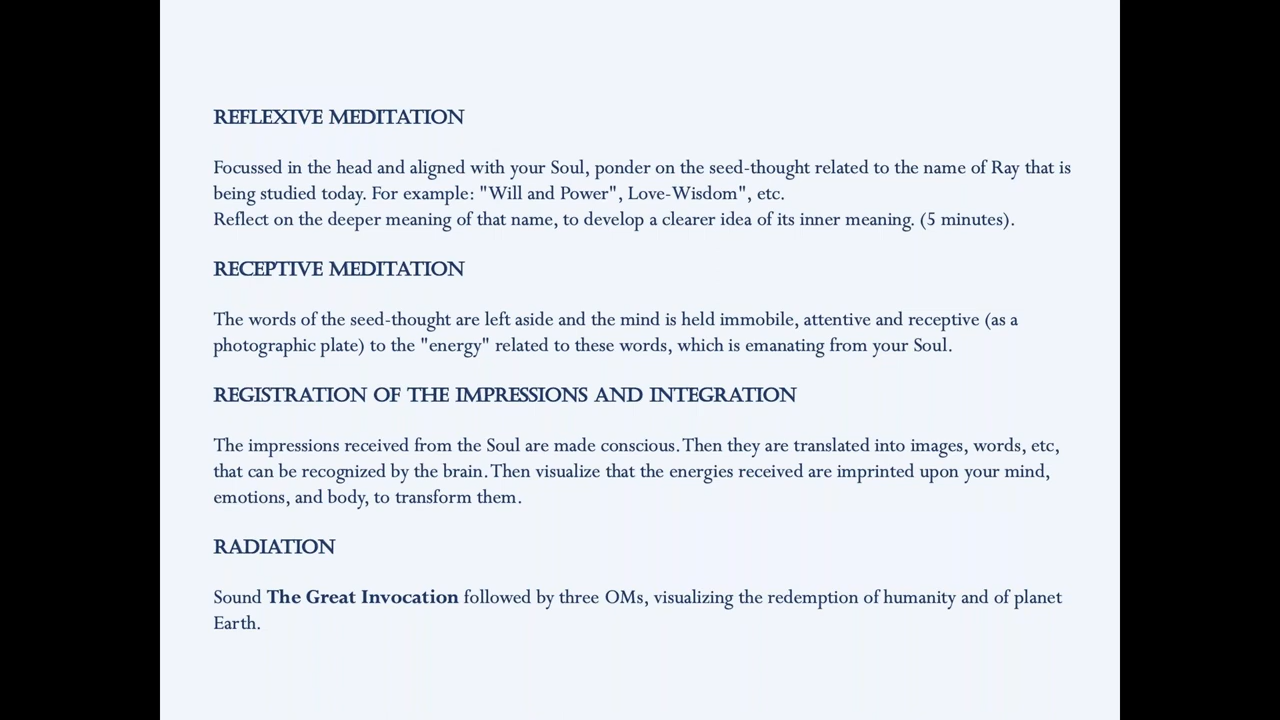 REFLEXIVE MEDITATION
Focussed in the head and aligned with your Soul, ponder on the seed-thought related to the name of Ray that is
being studied today. For example: "Will and Power", Love-Wisdom", etc.
Reflect on the deeper meaning of that name, to develop a clearer idea of its inner meaning. (5 minutes).
RECEPTIVE MEDITATION
The words of the seed-thought are left aside and the mind is held immobile, attentive and receptive (as a
photographic plate) to the "energy" related to these words, which is emanating from your Soul.
REGISTRATION OF THE IMPRESSIONS AND INTEGRATION
The impressions received from the Soul are made conscious. Then they are translated into images, words, etc,
that can be recognized by the brain. Then visualize that the energies received are imprinted upon your mind,
emotions, and body, to transform them.
RADIATION
Sound The Great Invocation followed by three OMs, visualizing the redemption of humanity and of planet
Earth.